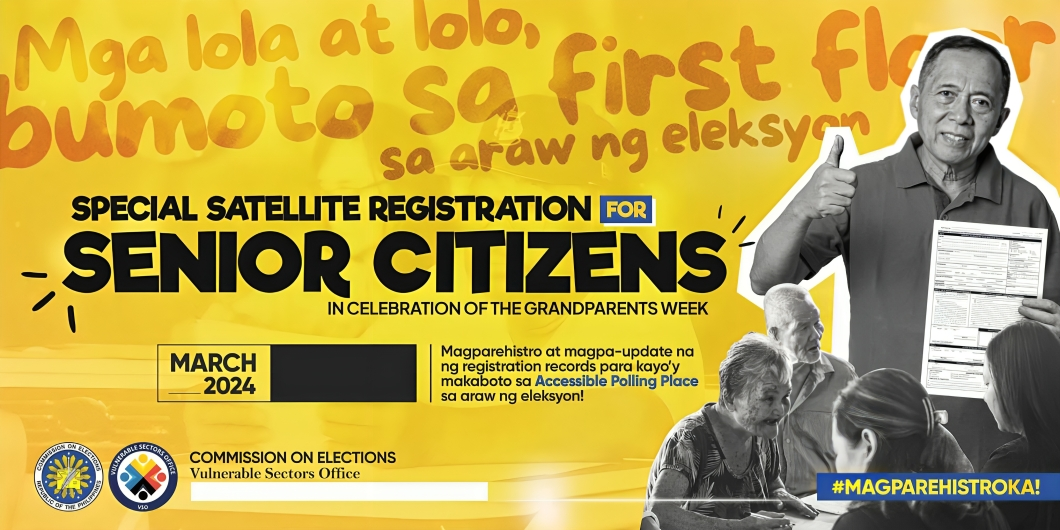 Mga lola at lolo,
bumoto sa first floor
sa araw ng eleksyon
SPECIAL SATELLITE REGISTRATION FOR
SENIOR CITIZENS
IN CELEBRATION OF THE GRANDPARENTS WEEK
MARCH
2024
Magparehistro at magpa-update na
ng registration records para kayo'y
makaboto sa Accessible Polling Place
sa araw ng eleksyon!
COMMISSION ON ELECTIONS
REPUBLIC OF THE PHILIPPINES
VULNERABLE SECTORS OFFICE
VSO
COMMISSION ON ELECTIONS
Vulnerable Sectors Office
#MAGPAREHISTROKA!